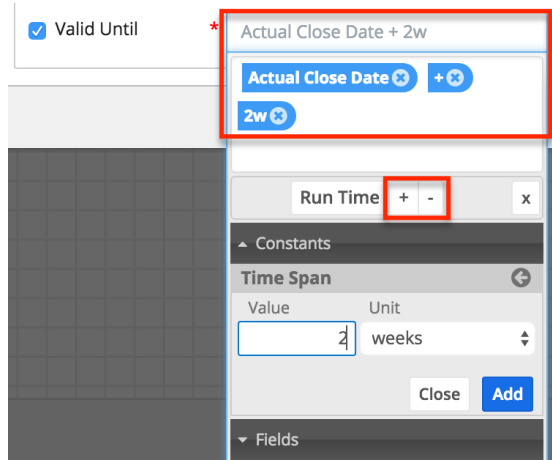 Valid Until * Actual Close Date + 2w
Actual Close Date +
2w
Run Time + - x
Constants
Time Span
Value Unit
2 weeks
Close Add
Fields